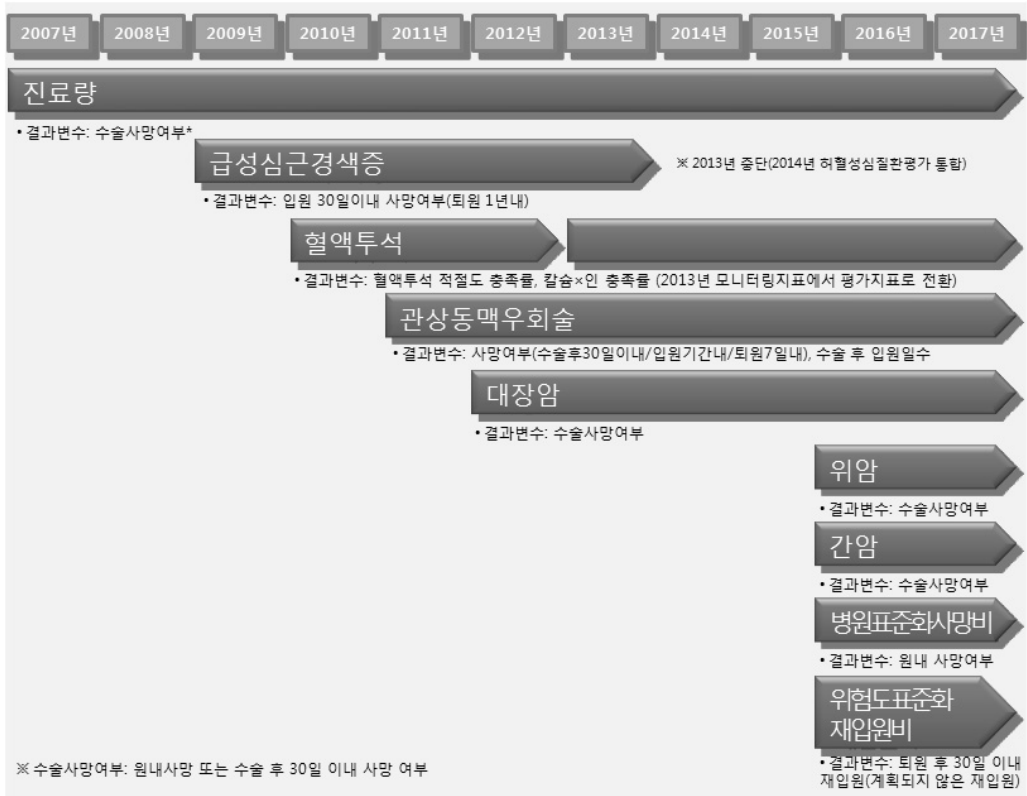 2007년 2008년 2009년 2010년 2011년 2012년 2013년 2014년 2015년 2016년 2017년
진료량
• 결과변수: 수술사망여부*
급성심근경색증
※ 2013년 중단(2014년 허혈성심질환평가 통합)
• 결과변수: 입원 30일이내 사망여부(퇴원 1년내)
혈액투석
• 결과변수: 혈액투석 적절도 충족률, 칼슘×인 충족률 (2013년 모니터링지표에서 평가지표로 전환)
관상동맥우회술
• 결과변수: 사망여부(수술후30일이내/입원기간내/퇴원7일내), 수술 후 입원일수
대장암
• 결과변수: 수술사망여부
위암
• 결과변수: 수술사망여부
간암
• 결과변수: 수술사망여부
병원표준화사망비
• 결과변수: 원내 사망여부
위험도표준화
재입원비
• 결과변수: 퇴원 후 30일 이내
재입원(계획되지 않은 재입원)
※ 수술사망여부: 원내사망 또는 수술 후 30일 이내 사망 여부